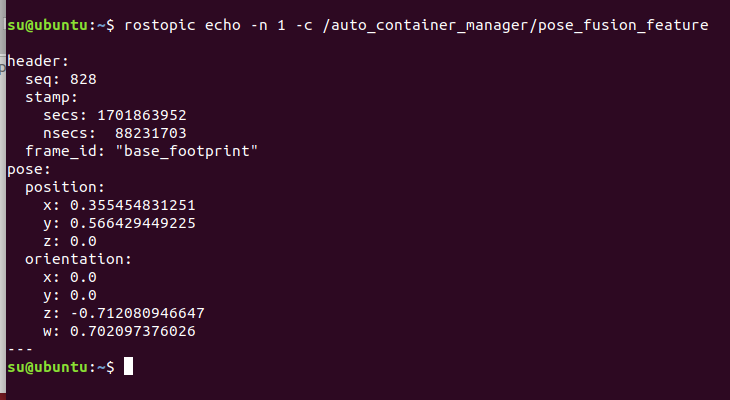 su@ubuntu:~$ rostopic echo -n 1 -c /auto_container_manager/pose_fusion_feature
header:
  seq: 828
  stamp:
    secs: 1701863952
    nsecs:  88231703
  frame_id: "base_footprint"
pose:
  position:
    x: 0.355454831251
    y: 0.566429449225
    z: 0.0
  orientation:
    x: 0.0
    y: 0.0
    z: -0.712080946647
    w: 0.702097376026
---
su@ubuntu:~$